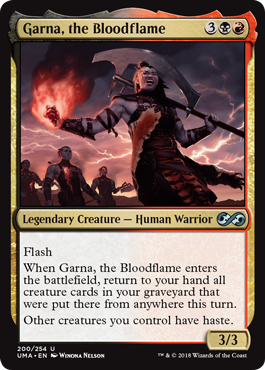 Garna, the Bloodflame
3
Legendary Creature — Human Warrior
Flash
When Garna, the Bloodflame enters
the battlefield, return to your hand all
creature cards in your graveyard that
were put there from anywhere this turn.
Other creatures you control have haste.
3/3
200/254 U
UMA • EN Winona Nelson
™ & © 2018 Wizards of the Coast